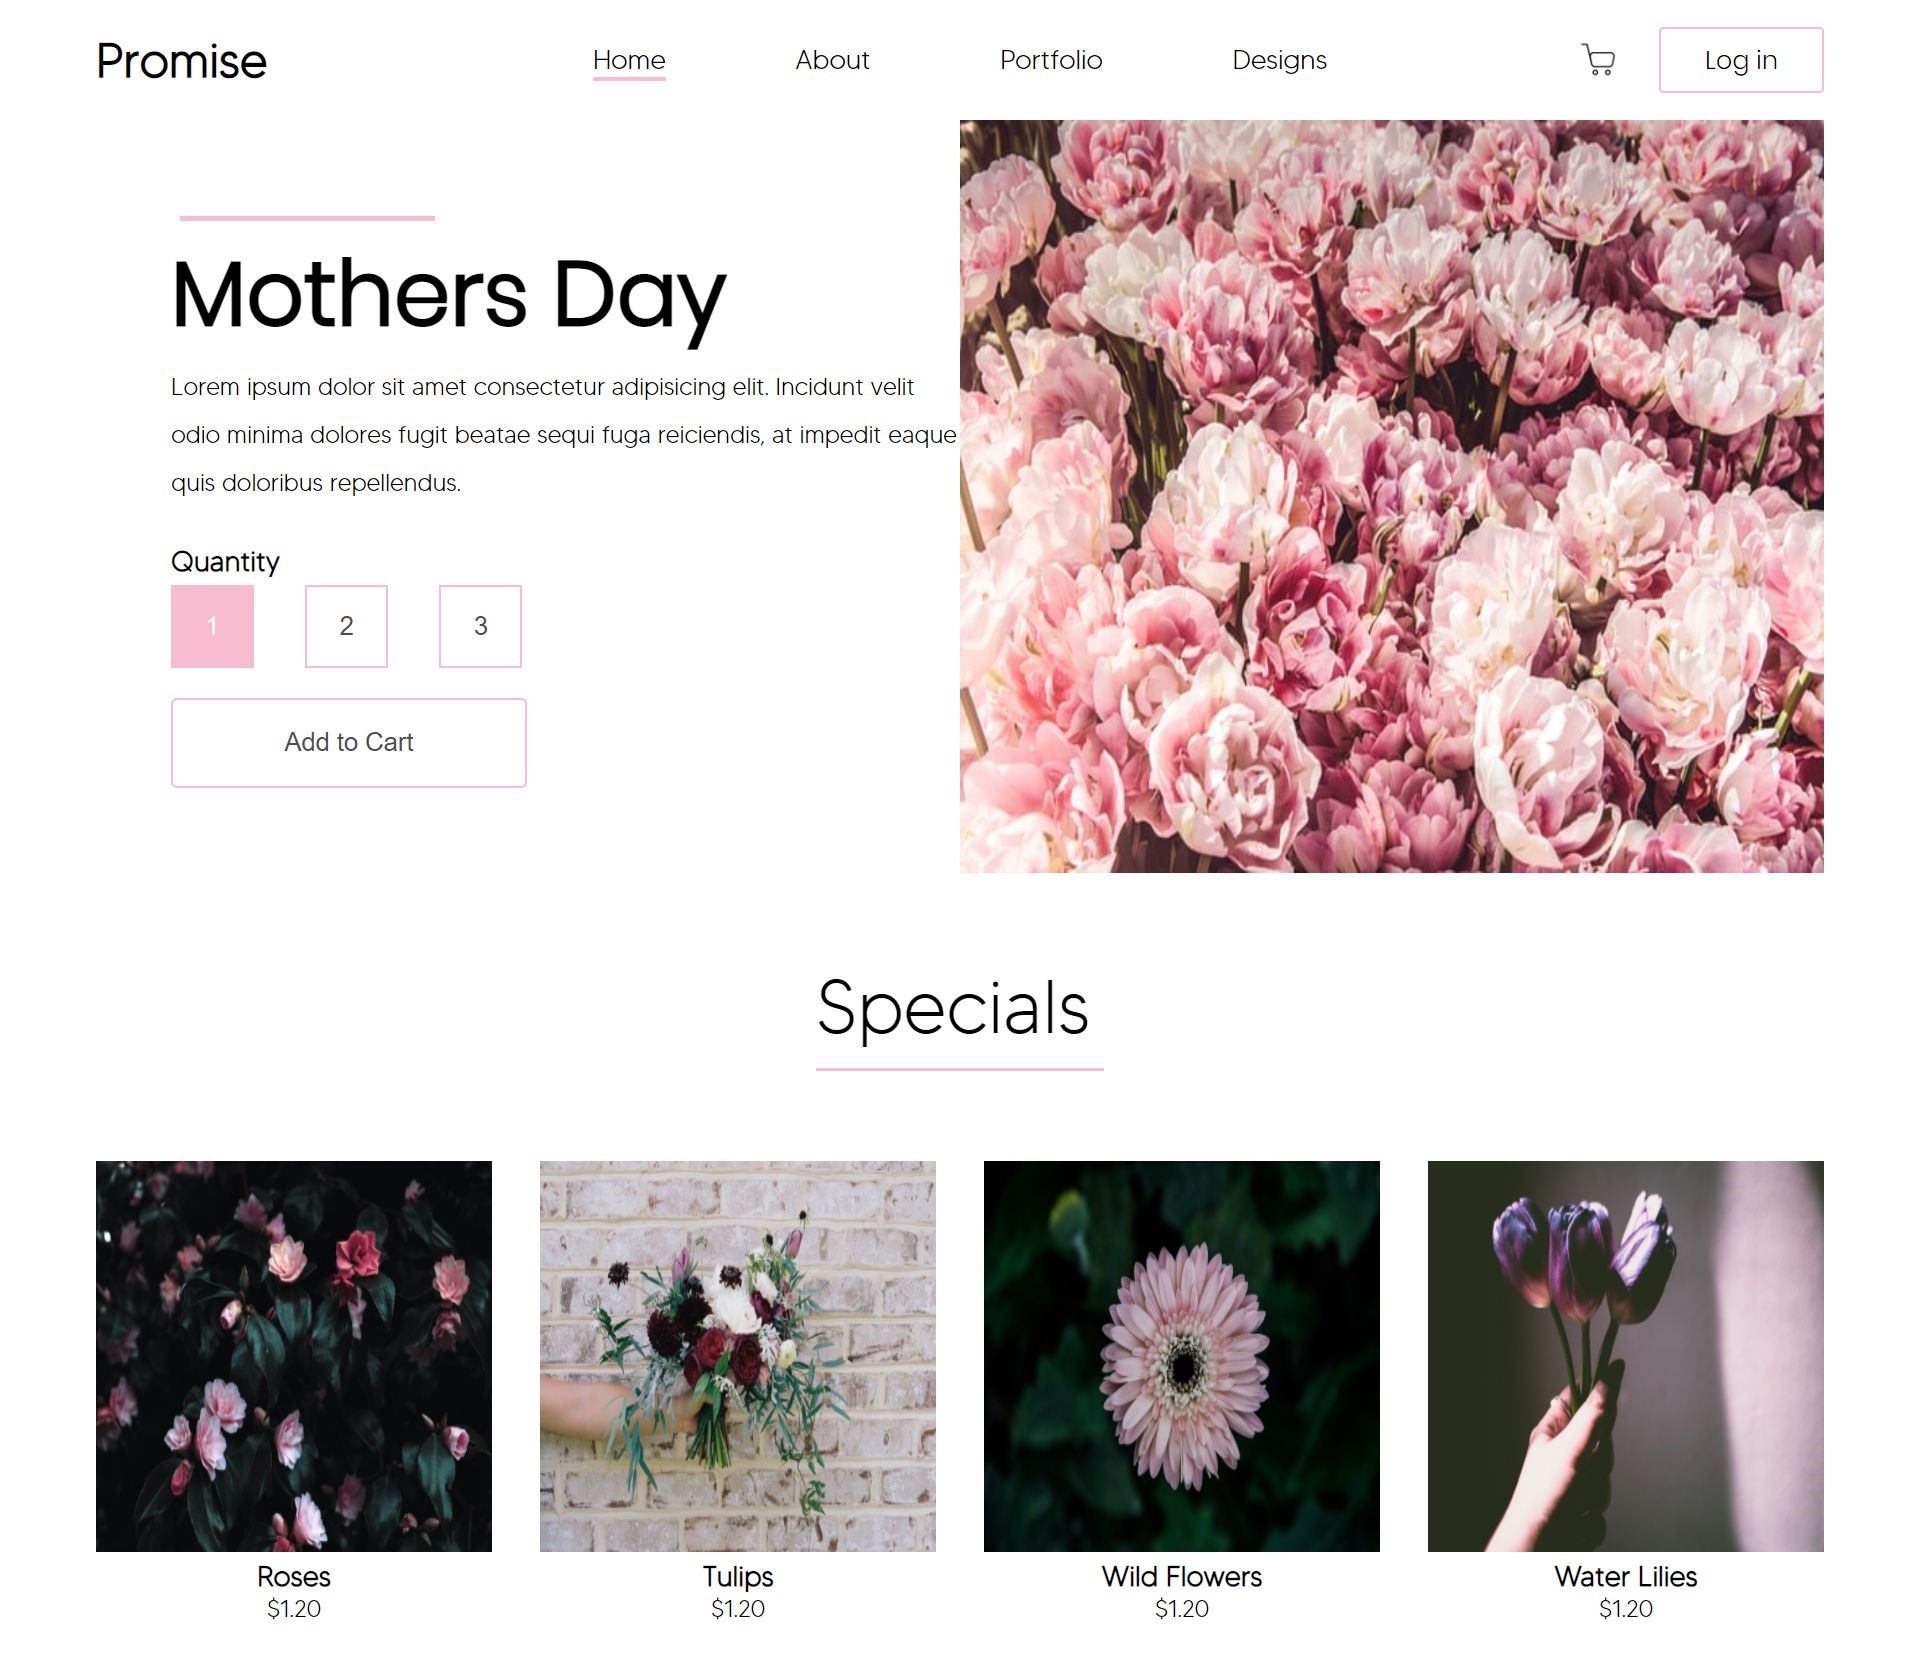 Promise
Home
About
Portfolio
Designs
Log in
Mothers Day
Lorem ipsum dolor sit amet consectetur adipisicing elit. Incidunt velit
odio minima dolores fugit beatae sequi fuga reiciendis, at impedit eaque
quis doloribus repellendus.
Quantity
1
2
3
Add to Cart
Specials
Roses
$1.20
Tulips
$1.20
Wild Flowers
$1.20
Water Lilies
$1.20